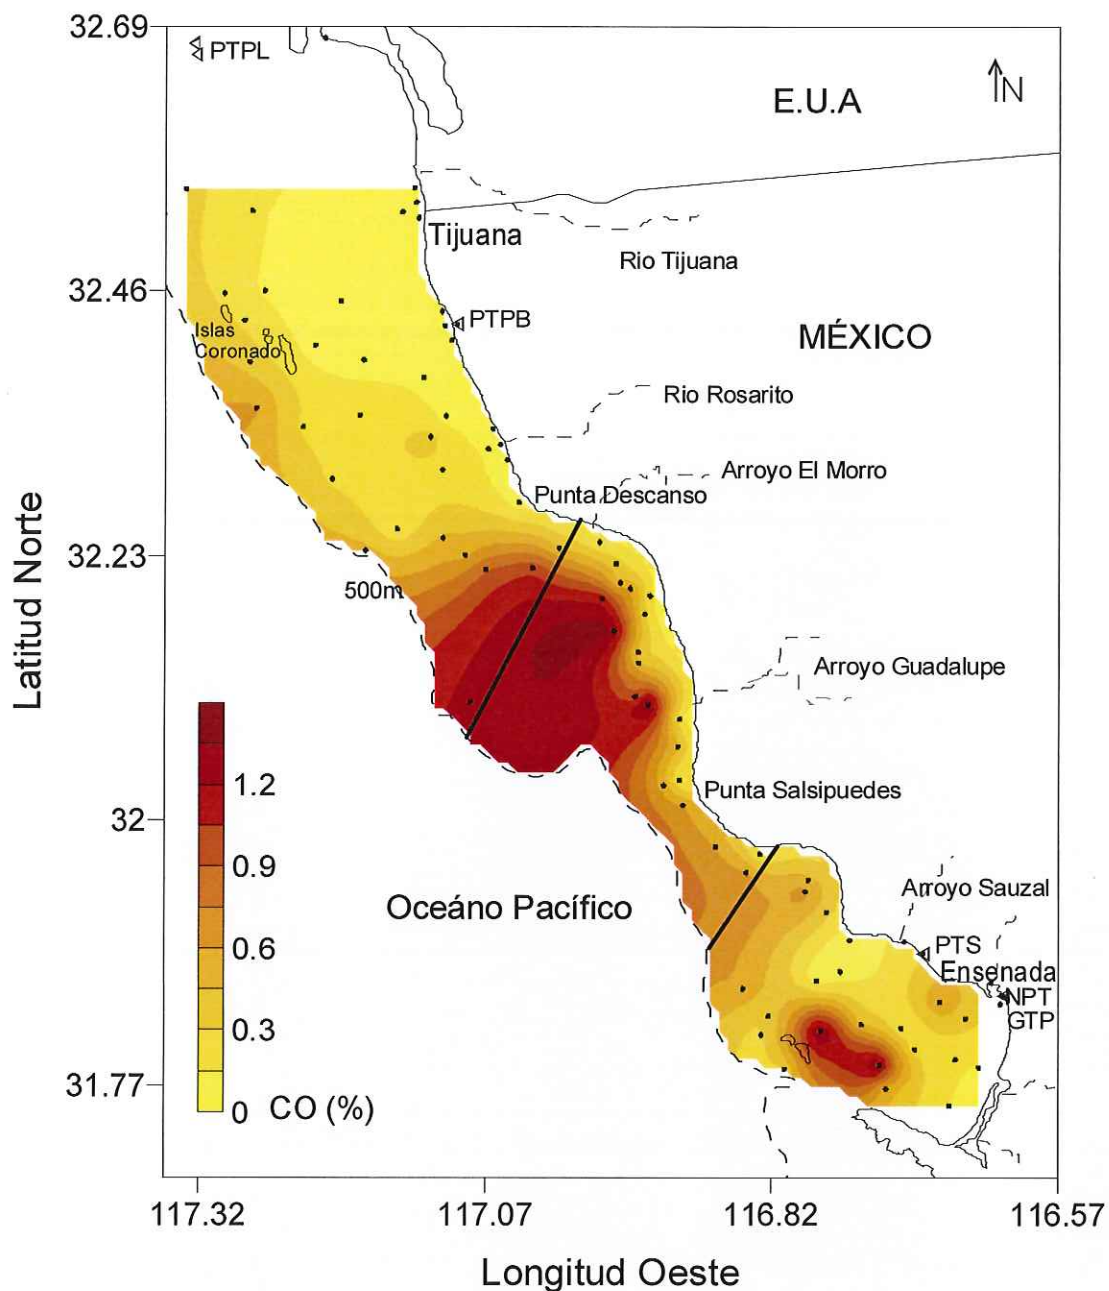 32.69
PTPL
N
E.U.A
Tijuana
Rio Tijuana
32.46
PTPB
Islas
Coronado
MÉXICO
Rio Rosarito
Arroyo El Morro
Punta Descanso
32.23
500m
Arroyo Guadalupe
Latitud Norte
1.2
Punta Salsipuedes
32
0.9
Arroyo Sauzal
Oceáno Pacífico
0.6
PTS
Ensenada
NPT
GTP
0.3
31.77
0 CO (%)
117.32
117.07
116.82
116.57
Longitud Oeste